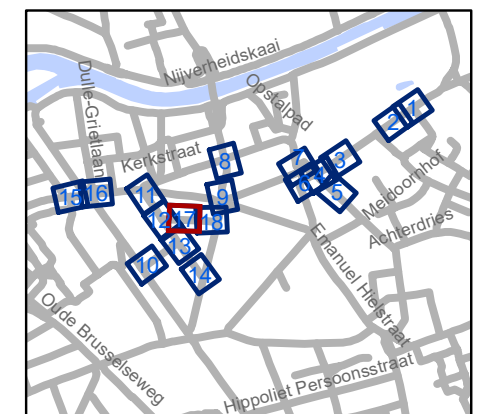 Nijverheidskaai
Dulle-Grietlaan
Opstalpad
Kerkstraat
1
2
3
4
5
6
7
8
9
10
11
12
13
14
15
16
17
18
Meidoornhof
Achterdries
Emanuel Hielstraat
Oude Brusselseweg
Hippoliet Persoonsstraat